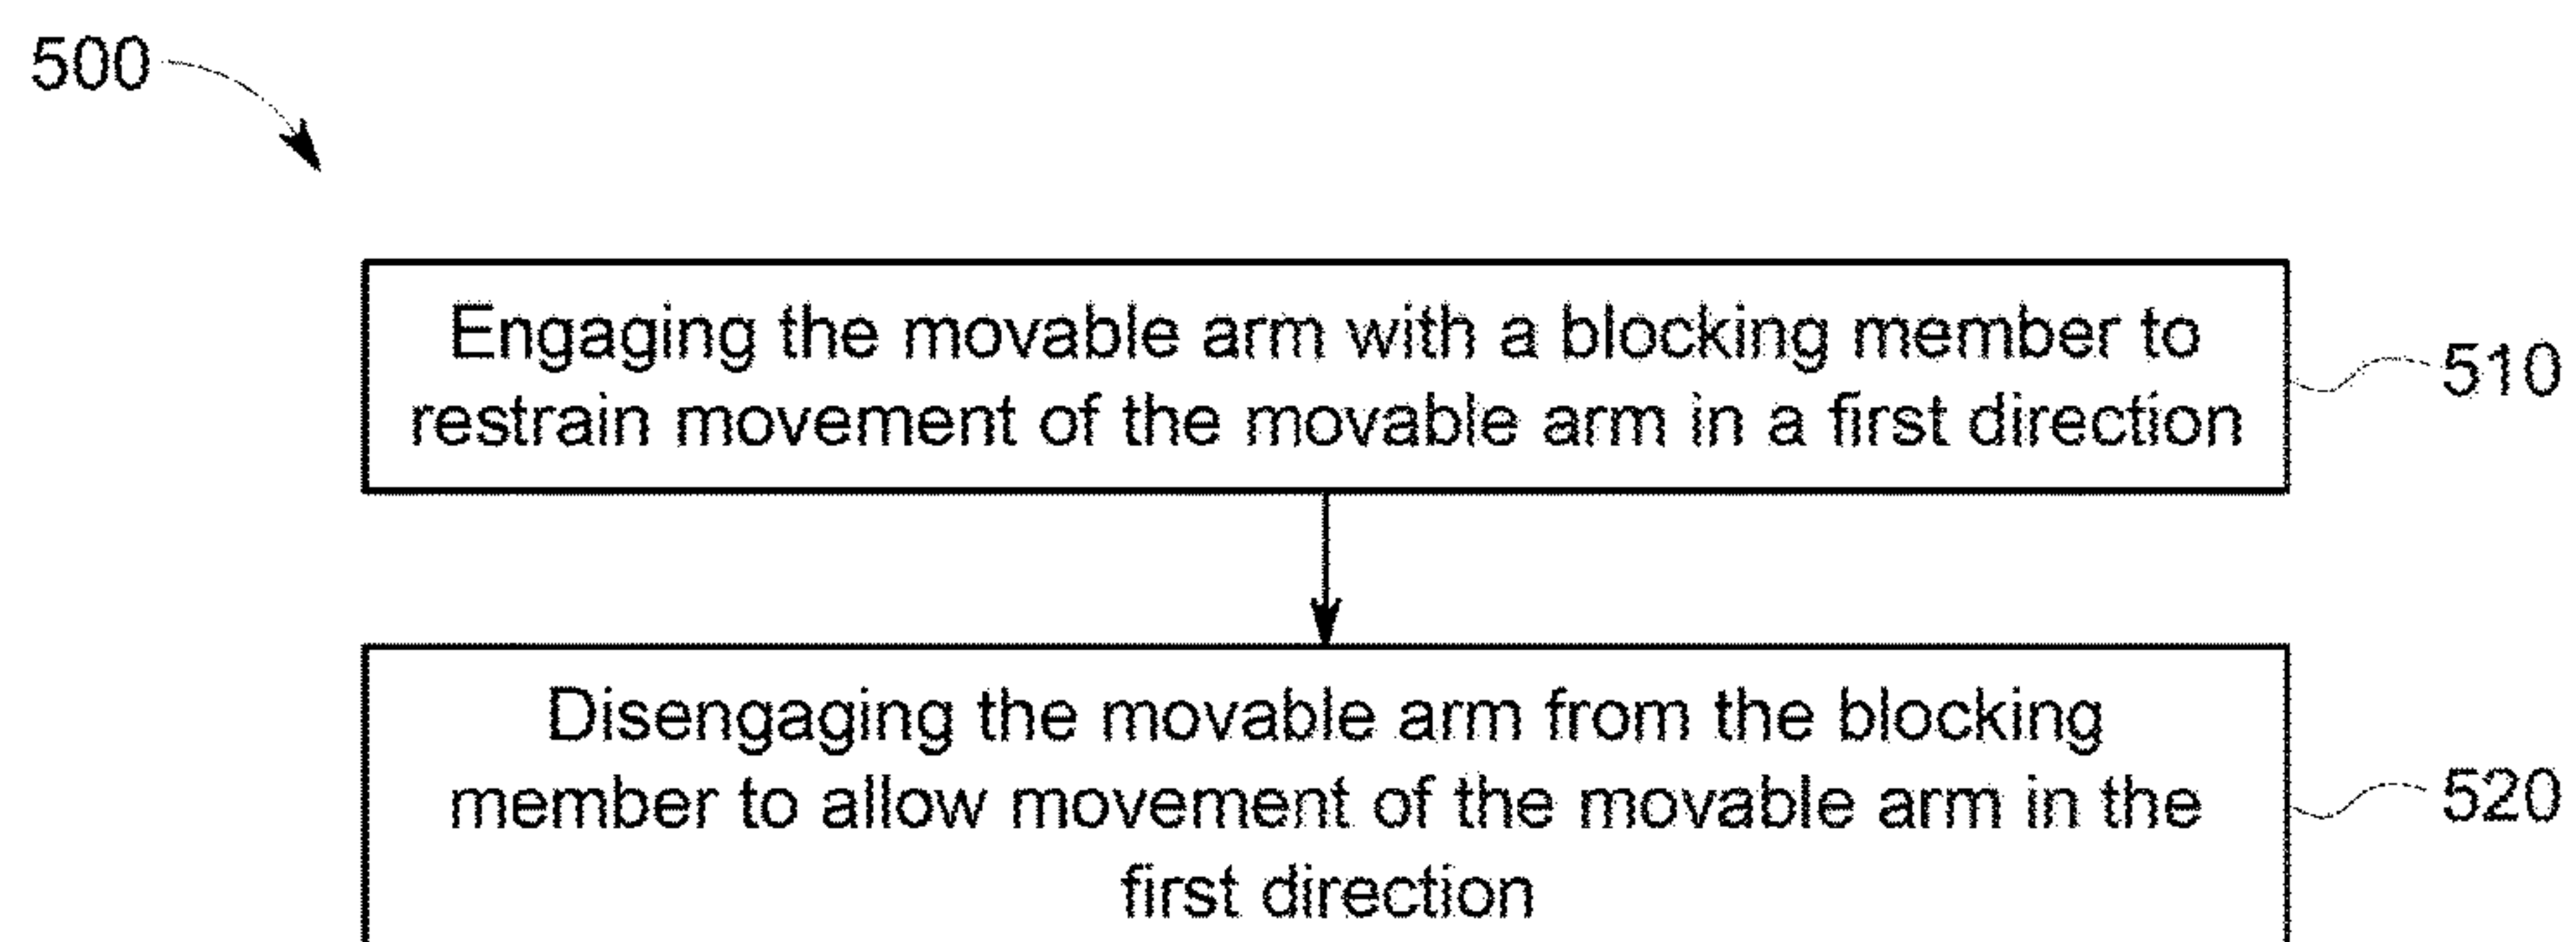 500
Engaging the movable arm with a blocking member to
restrain movement of the movable arm in a first direction
510
Disengaging the movable arm from the blocking
member to allow movement of the movable arm in the
first direction
520